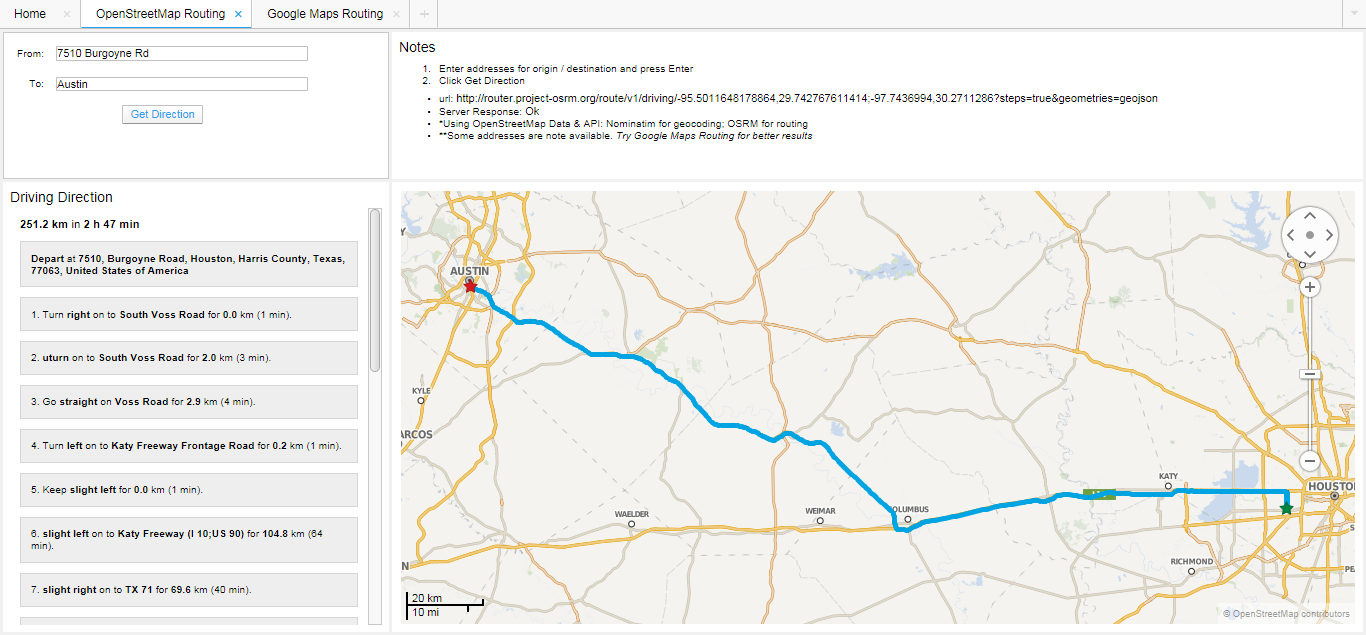 Home
OpenStreetMap Routing
Google Maps Routing
From: 7510 Burgoyne Rd
To: Austin
Get Direction
Notes
1. Enter addresses for origin / destination and press Enter
2. Click Get Direction
• url: http://router.project-osrm.org/route/v1/driving/-95.5011648178864,29.742767611414;-97.7436994,30.2711286?steps=true&geometries=geojson
• Server Response: Ok
• *Using OpenStreetMap Data & API: Nominatim for geocoding; OSRM for routing
• **Some addresses are note available. Try Google Maps Routing for better results
Driving Direction
251.2 km in 2 h 47 min
Depart at 7510, Burgoyne Road, Houston, Harris County, Texas,
77063, United States of America
1. Turn right on to South Voss Road for 0.0 km (1 min).
2. uturn on to South Voss Road for 2.0 km (3 min).
3. Go straight on Voss Road for 2.9 km (4 min).
4. Turn left on to Katy Freeway Frontage Road for 0.2 km (1 min).
5. Keep slight left for 0.0 km (1 min).
6. slight left on to Katy Freeway (I 10;US 90) for 104.8 km (64
min).
7. slight right on to TX 71 for 69.6 km (40 min).
AUSTIN
KYLE
ARCOS
WAELDER
WEIMAR
OLUMBUS
KATY
HOUSTO
RICHMOND
N
PE
20 km
10 mi
© OpenStreetMap contributors